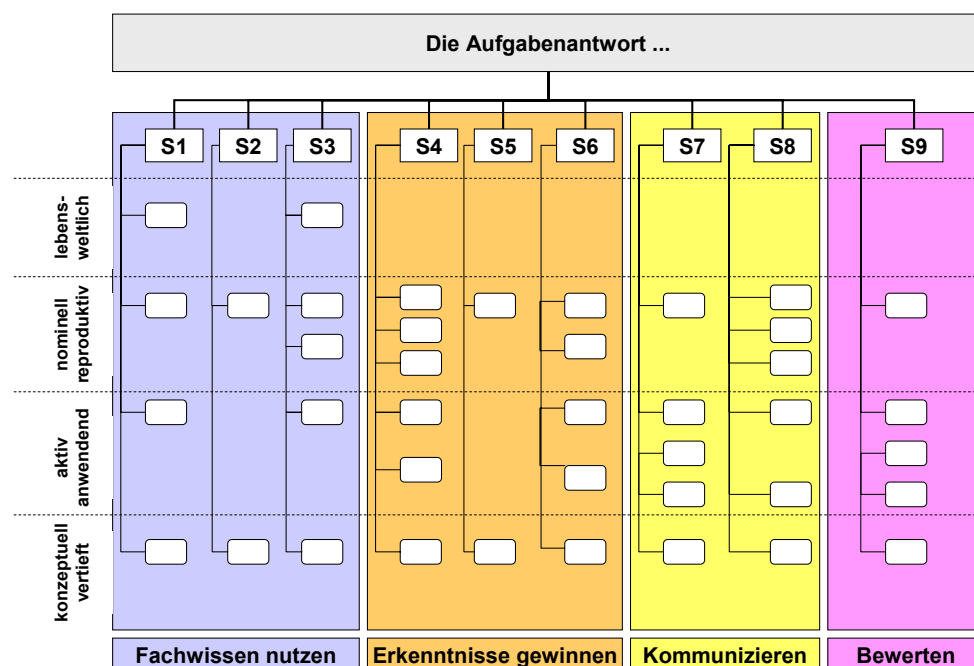 Die Aufgabenantwort ...
S1 S2 S3 S4 S5 S6 S7 S8 S9
lebens-
weltlich
nominell
reproduktiv
aktiv
anwendend
konzeptuell
vertieft
Fachwissen nutzen Erkenntnisse gewinnen Kommunizieren Bewerten